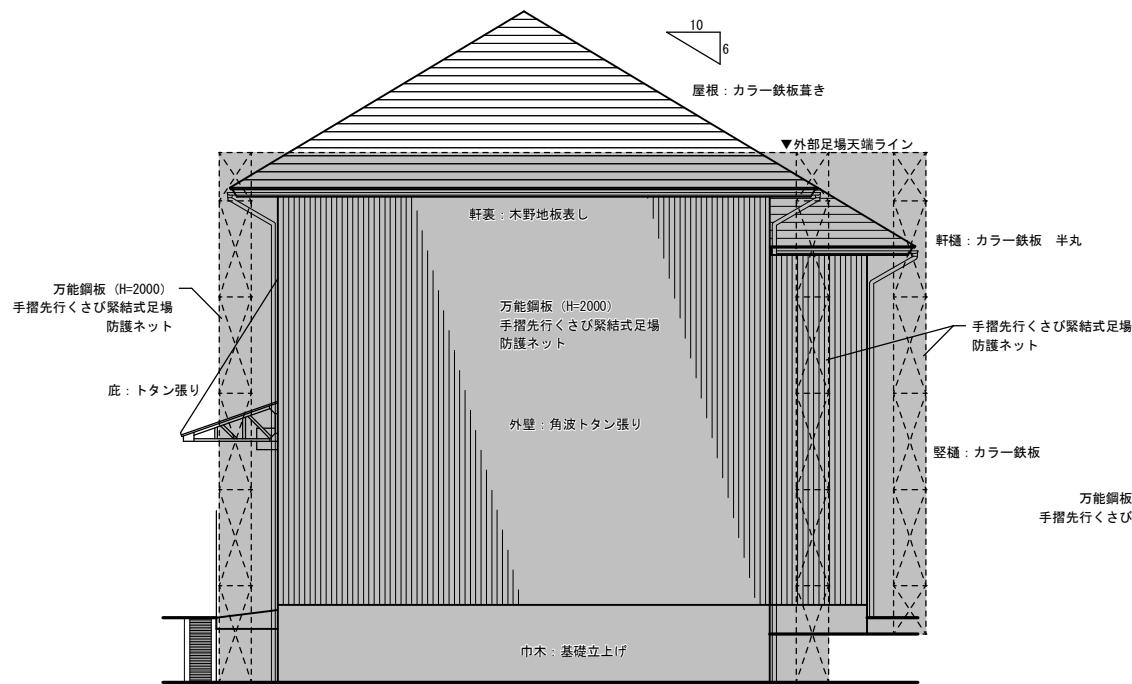 10
6
屋根：カラー鉄板葺き
▼外部足場天端ライン
軒裏：木野地板表し
軒樋：カラー鉄板　半丸
万能鋼板（H=2000）
手摺先行くさび緊結式足場
防護ネット
万能鋼板（H=2000）
手摺先行くさび緊結式足場
防護ネット
手摺先行くさび緊結式足場
防護ネット
庇：トタン張り
外壁：角波トタン張り
竪樋：カラー鉄板
万能鋼板
手摺先行くさび
巾木：基礎立上げ